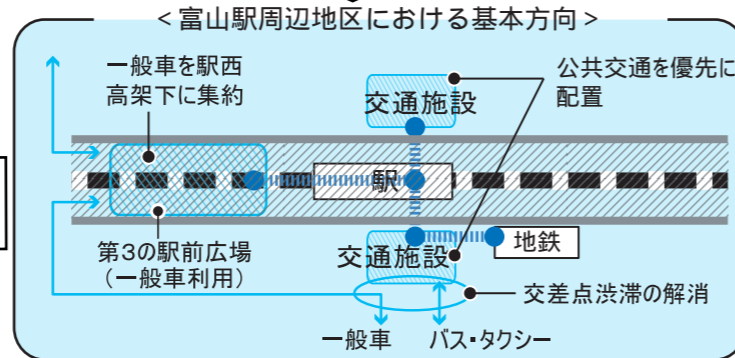 <富山駅周辺地区における基本方向>
一般車を駅西
高架下に集約
公共交通を優先に
配置
交通施設
駅
交通施設
地鉄
第3の駅前広場
(一般車利用)
交差点渋滞の解消
一般車
バス・タクシー